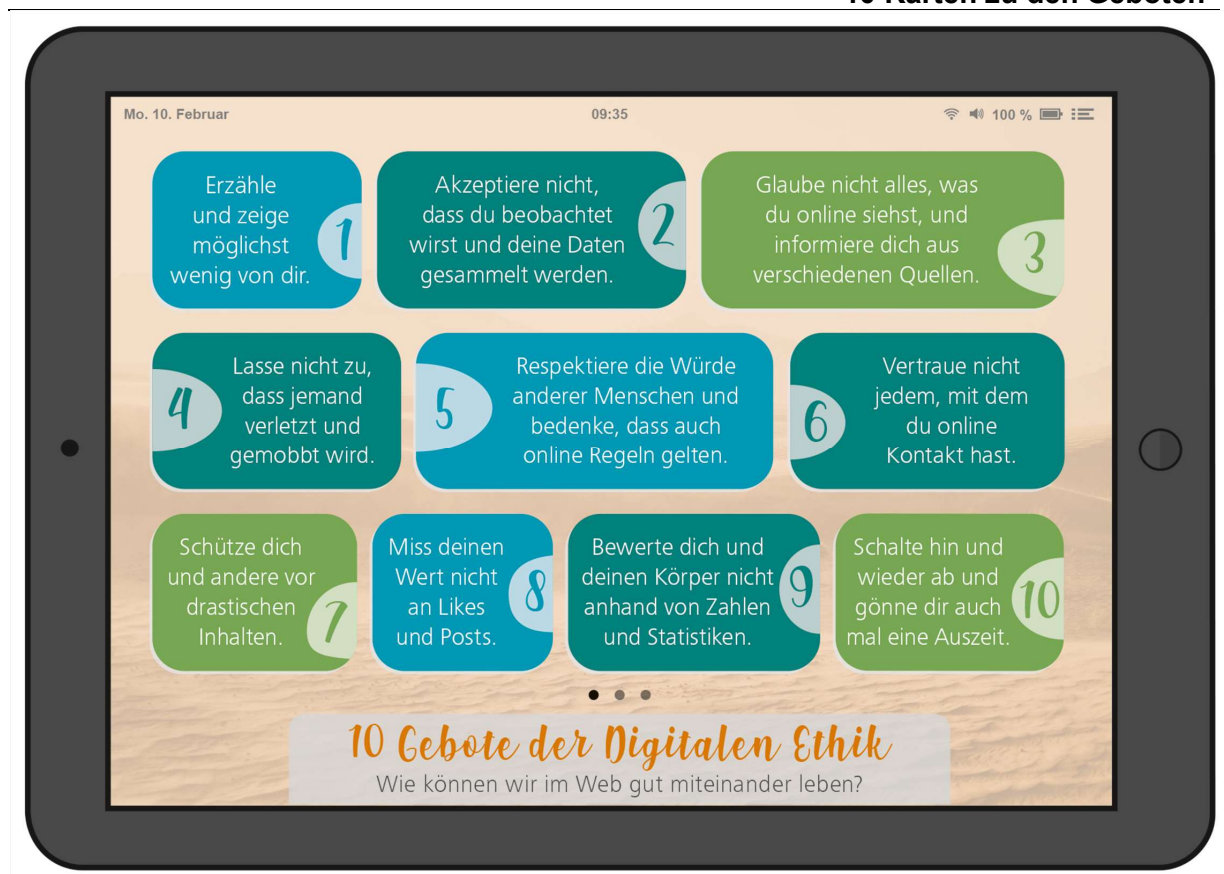 10 Karten zu den Geboten
Mo. 10. Februar
09:35
100 %
Erzähle
und zeige
möglichst
wenig von dir.
1
Akzeptiere nicht,
dass du beobachtet
wirst und deine Daten
gesammelt werden.
2
Glaube nicht alles, was
du online siehst, und
informiere dich aus
verschiedenen Quellen.
3
4
Lasse nicht zu,
dass jemand
verletzt und
gemobbt wird.
5
Respektiere die Würde
anderer Menschen und
bedenke, dass auch
online Regeln gelten.
6
Vertraue nicht
jedem, mit dem
du online
Kontakt hast.
Schütze dich
und andere vor
drastischen
Inhalten.
7
Miss deinen
Wert nicht
an Likes
und Posts.
8
Bewerte dich und
deinen Körper nicht
anhand von Zahlen
und Statistiken.
9
Schalte hin und
wieder ab und
gönne dir auch
mal eine Auszeit.
10
10 Gebote der Digitalen Ethik
Wie können wir im Web gut miteinander leben?